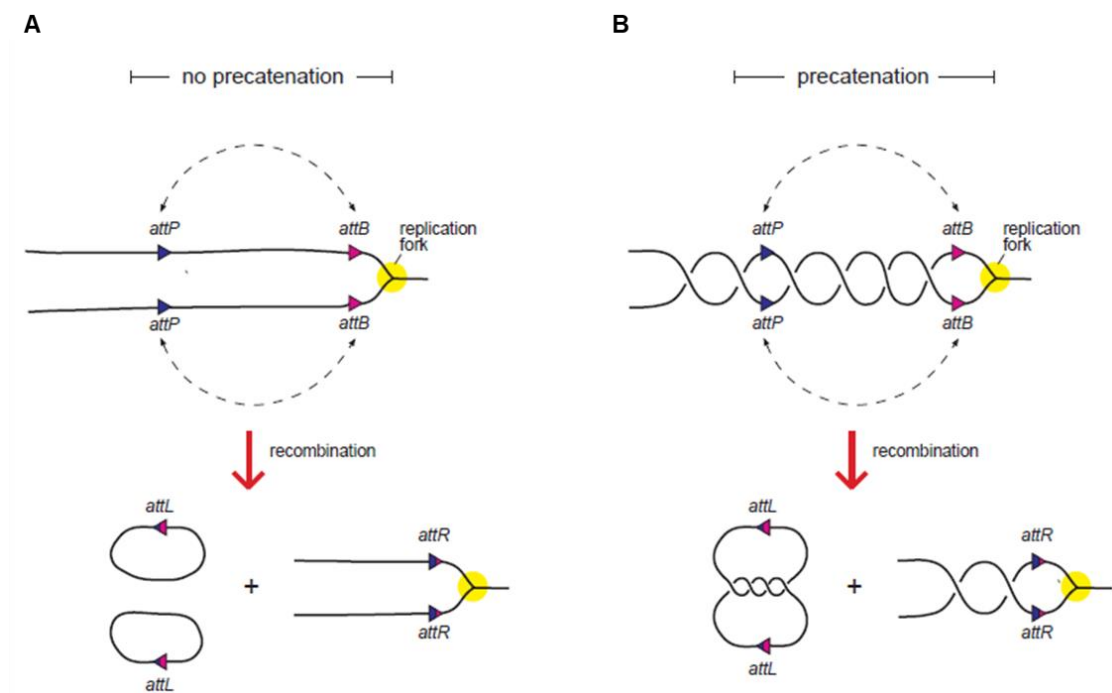 A
B
no precatenation
precatenation
attP
attB
replication
fork
attP
attB
replication
fork
attP
attB
attP
attB
recombination
recombination
attL
attR
attL
attR
+
+
attL
attR
attL
attR